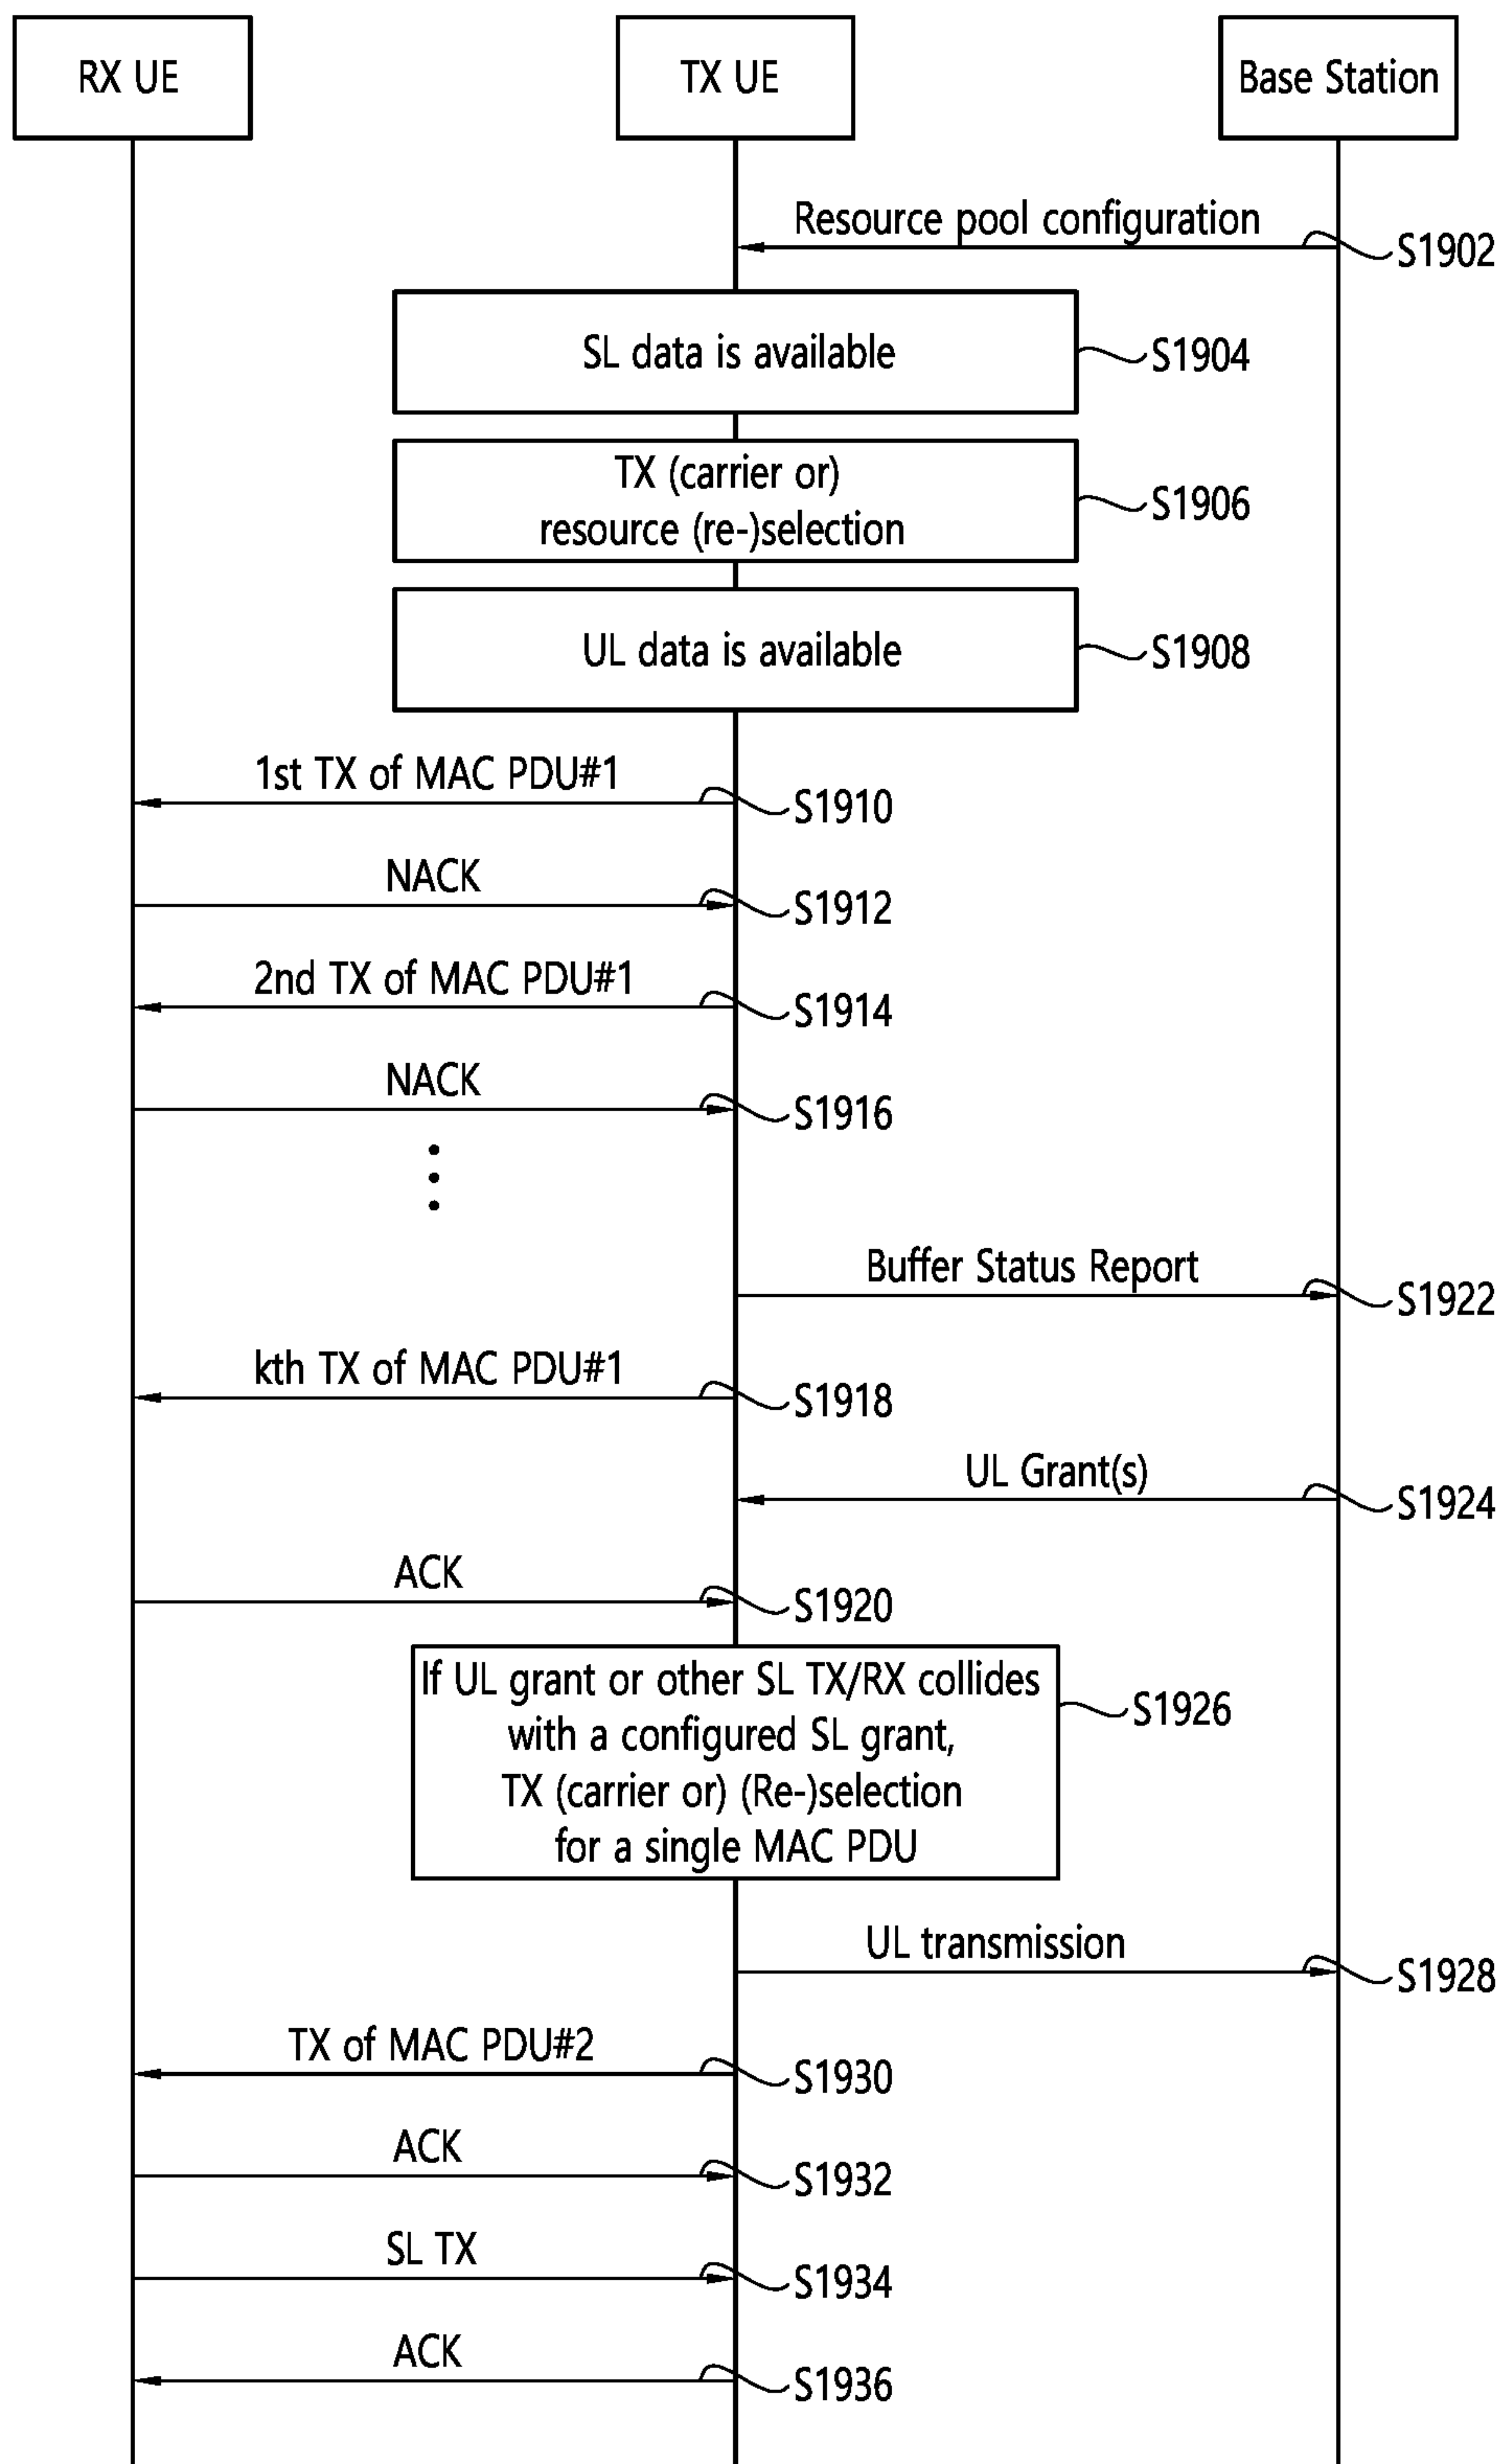 RX UE
TX UE
Base Station
Resource pool configuration
S1902
SL data is available
S1904
TX (carrier or)
resource (re-)selection
S1906
UL data is available
S1908
1st TX of MAC PDU#1
S1910
NACK
S1912
2nd TX of MAC PDU#1
S1914
NACK
S1916
Buffer Status Report
S1922
kth TX of MAC PDU#1
S1918
UL Grant(s)
S1924
ACK
S1920
If UL grant or other SL TX/RX collides
with a configured SL grant,
TX (carrier or) (Re-)selection
for a single MAC PDU
S1926
UL transmission
S1928
TX of MAC PDU#2
S1930
ACK
S1932
SL TX
S1934
ACK
S1936